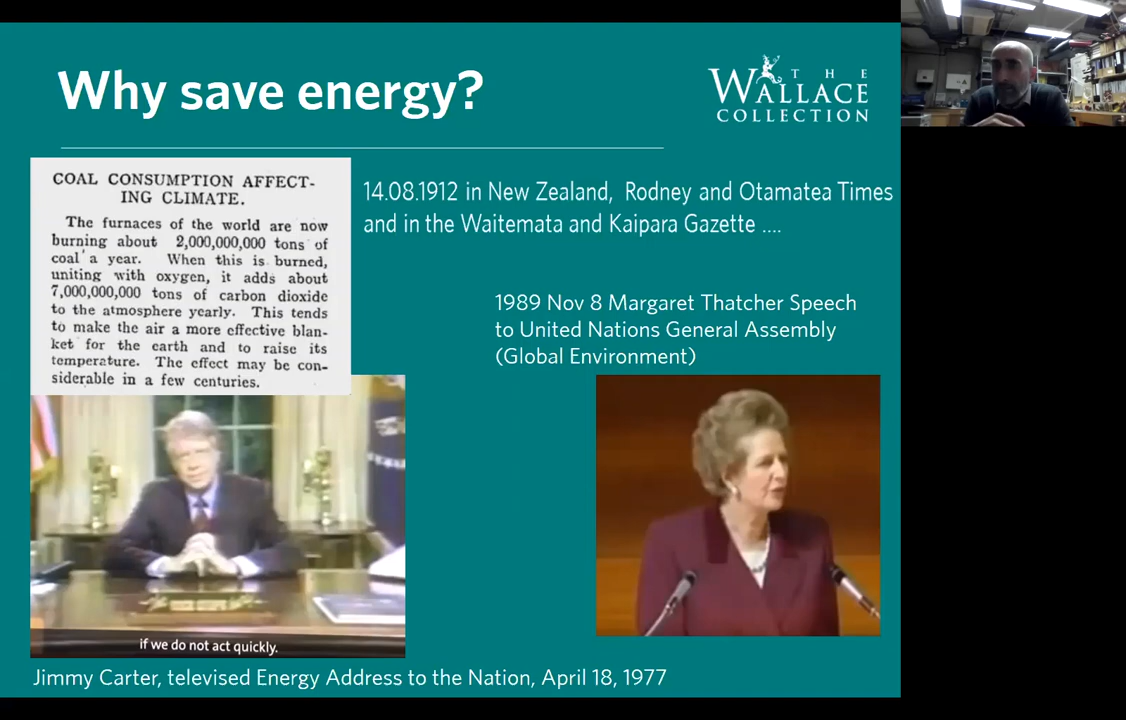 Why save energy?
THE
WALLACE
COLLECTION
COAL CONSUMPTION AFFECT-
ING CLIMATE.
The furnaces of the world are now
burning about 2,000,000,000 tons of
coal a year. When this is burned,
uniting with oxygen, it adds about
7,000,000,000 tons of carbon dioxide
to the atmosphere yearly. This tends
to make the air a more effective blan-
ket for the earth and to raise its
temperature. The effect may be con-
siderable in a few centuries.
14.08.1912 in New Zealand, Rodney and Otamatea Times
and in the Waitemata and Kaipara Gazette ....
1989 Nov 8 Margaret Thatcher Speech
to United Nations General Assembly
(Global Environment)
if we do not act quickly.
Jimmy Carter, televised Energy Address to the Nation, April 18, 1977